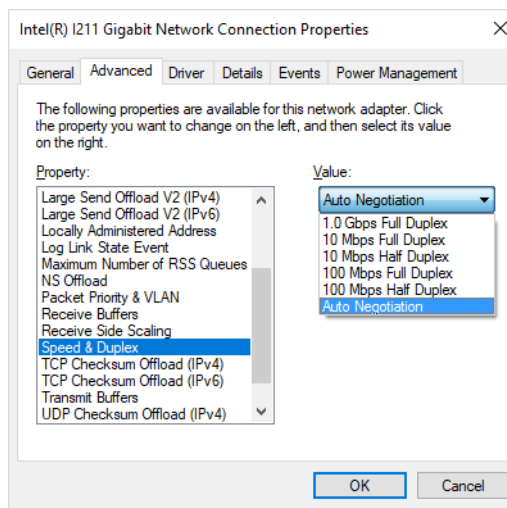 Intel(R) I211 Gigabit Network Connection Properties
General Advanced Driver Details Events Power Management
The following properties are available for this network adapter. Click
the property you want to change on the left, and then select its value
on the right.
Property:
Large Send Offload V2 (IPv4)
Large Send Offload V2 (IPv6)
Locally Administered Address
Log Link State Event
Maximum Number of RSS Queues
NS Offload
Packet Priority & VLAN
Receive Buffers
Receive Side Scaling
Speed & Duplex
TCP Checksum Offload (IPv4)
TCP Checksum Offload (IPv6)
Transmit Buffers
UDP Checksum Offload (IPv4)
Value:
Auto Negotiation
1.0 Gbps Full Duplex
10 Mbps Full Duplex
10 Mbps Half Duplex
100 Mbps Full Duplex
100 Mbps Half Duplex
Auto Negotiation
OK Cancel